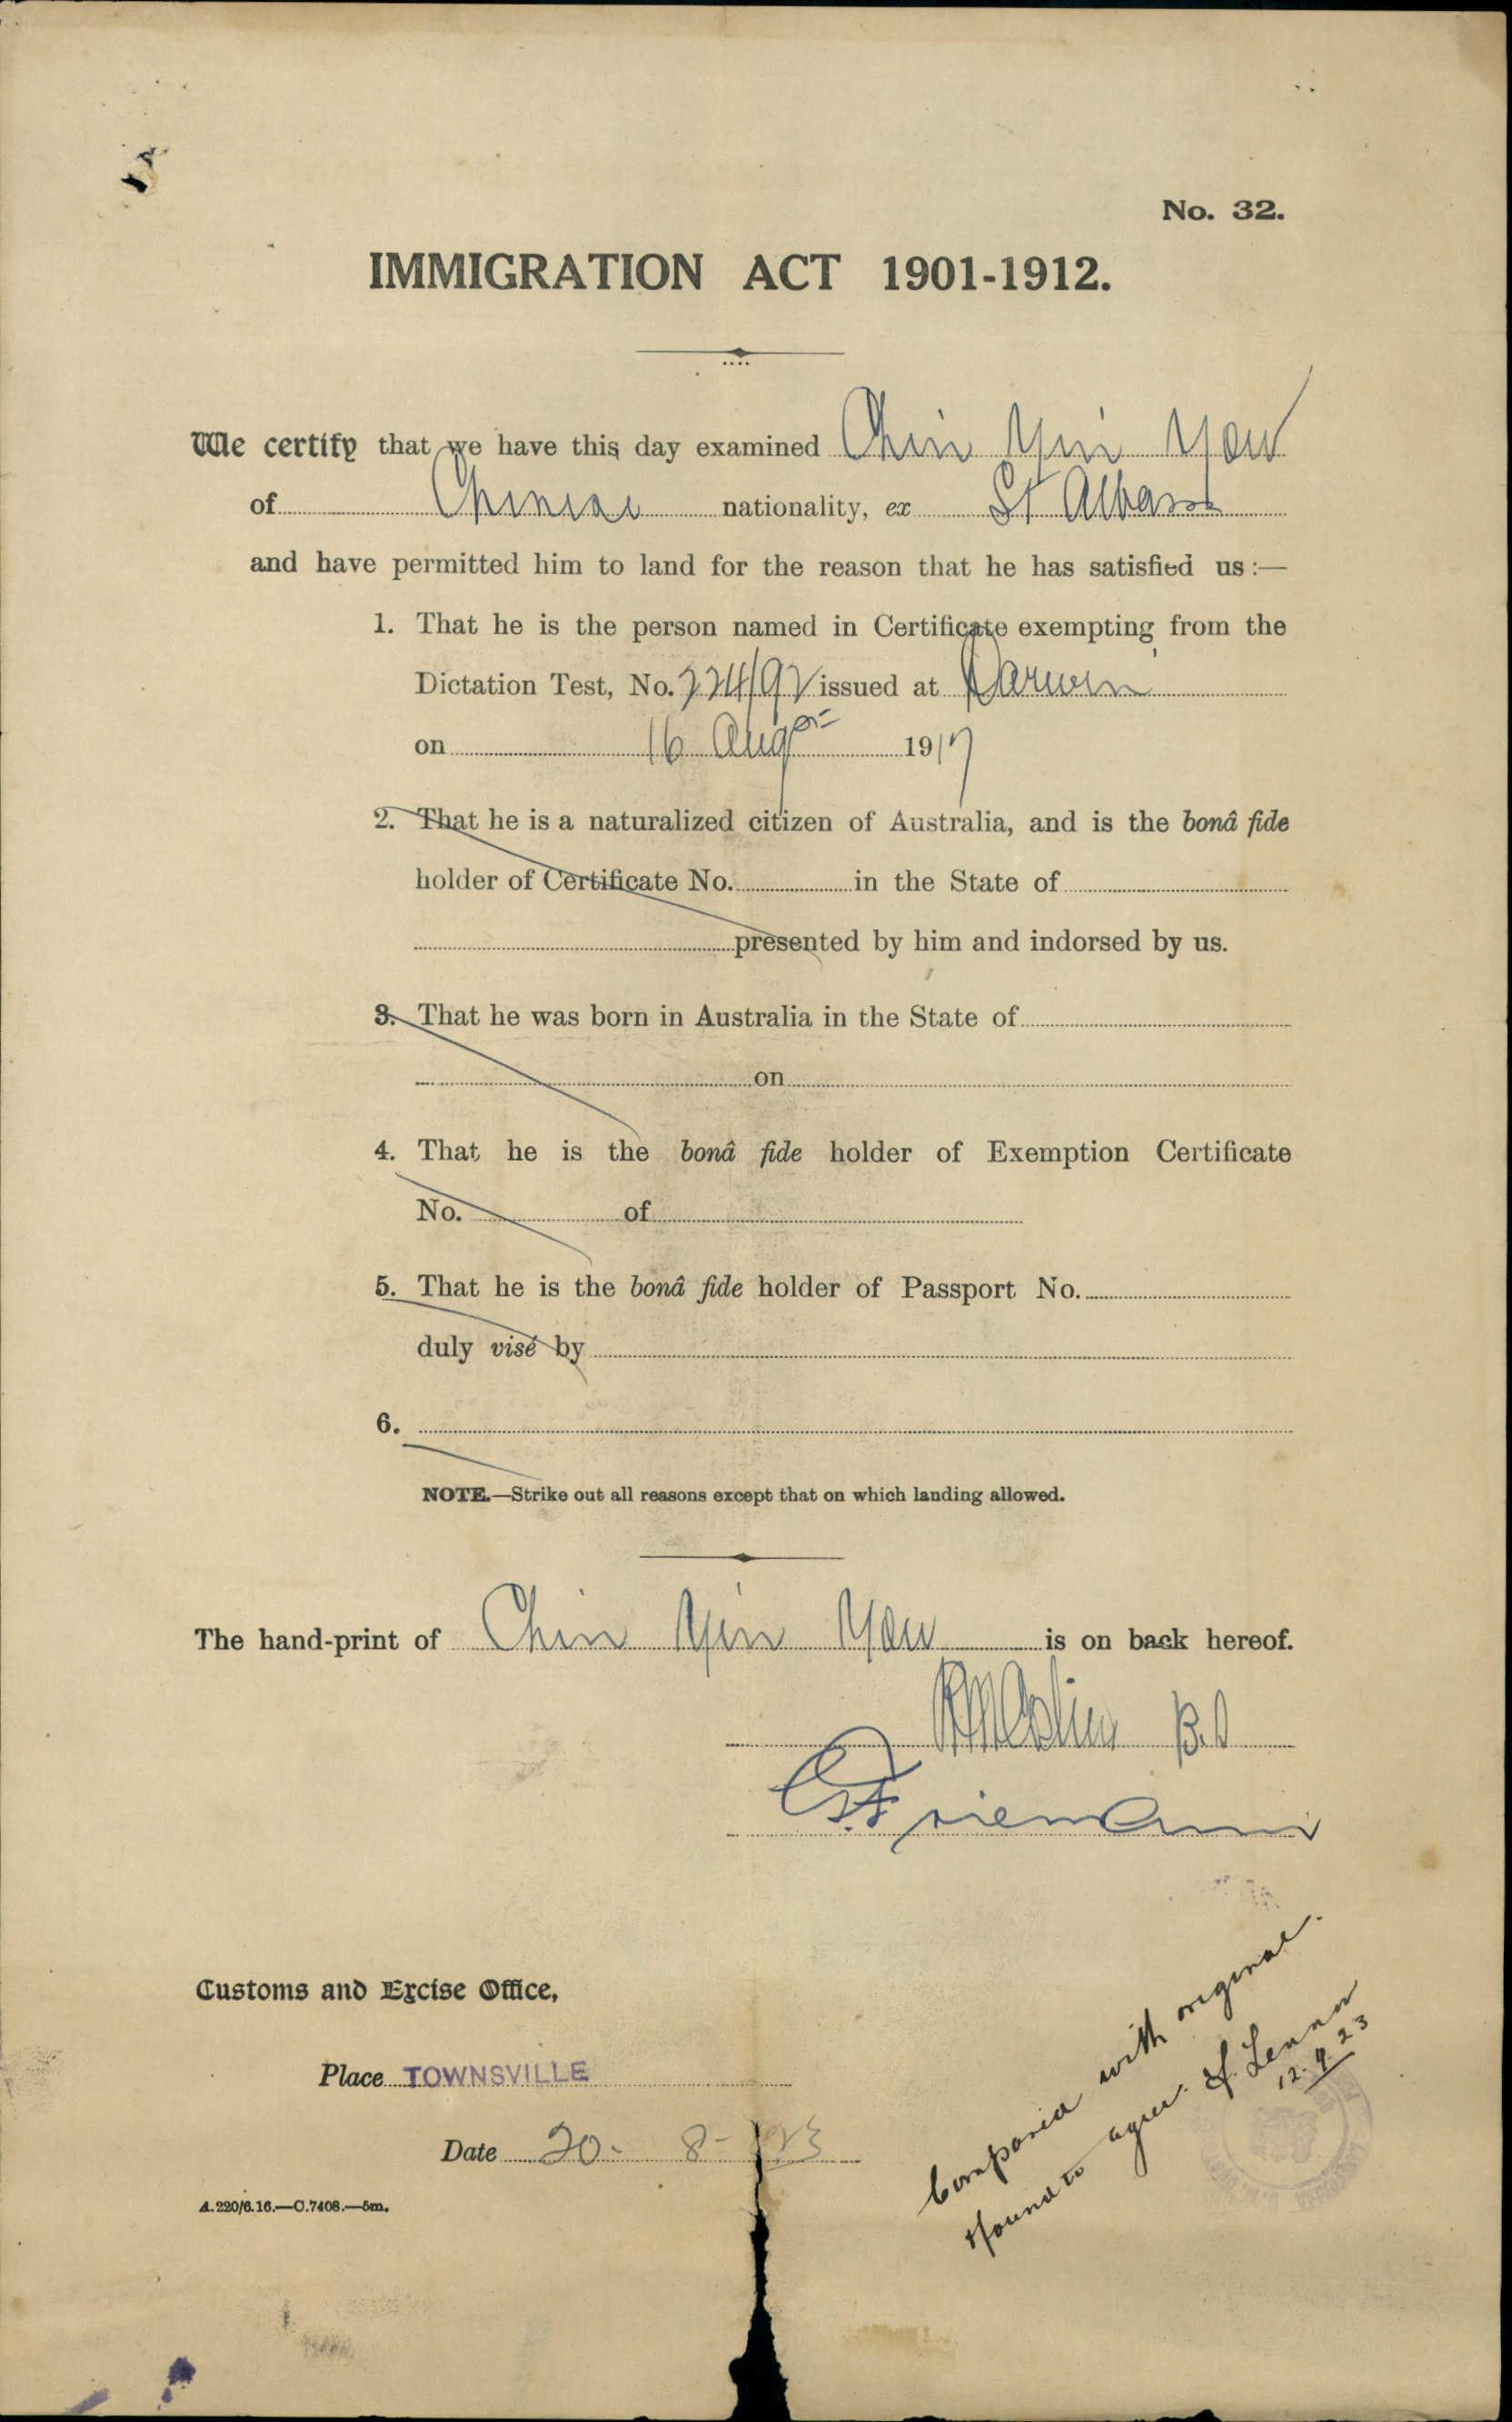 No. 32.
IMMIGRATION ACT 1901-1912.
We certify that we have this day examined Chin Yin You
of Chinese nationality, ex St Albans
and have permitted him to land for the reason that he has satisfied us :—
1. That he is the person named in Certificate exempting from the
Dictation Test, No. 224/92 issued at Darwin
on 16 Aug 1917
2. That he is a naturalized citizen of Australia, and is the bonâ fide
holder of Certificate No. in the State of
presented by him and indorsed by us.
3. That he was born in Australia in the State of
on
4. That he is the bonâ fide holder of Exemption Certificate
No. of
5. That he is the bonâ fide holder of Passport No.
duly visé by
6.
NOTE.—Strike out all reasons except that on which landing allowed.
The hand-print of Chin Yin You is on back hereof.
Customs and Excise Office,
Place TOWNSVILLE
Date 20 - 8 - 1923
A.220/6.16.—C.7408.—5m.
Compared with original
& found to agree. Lennon
12.9.23